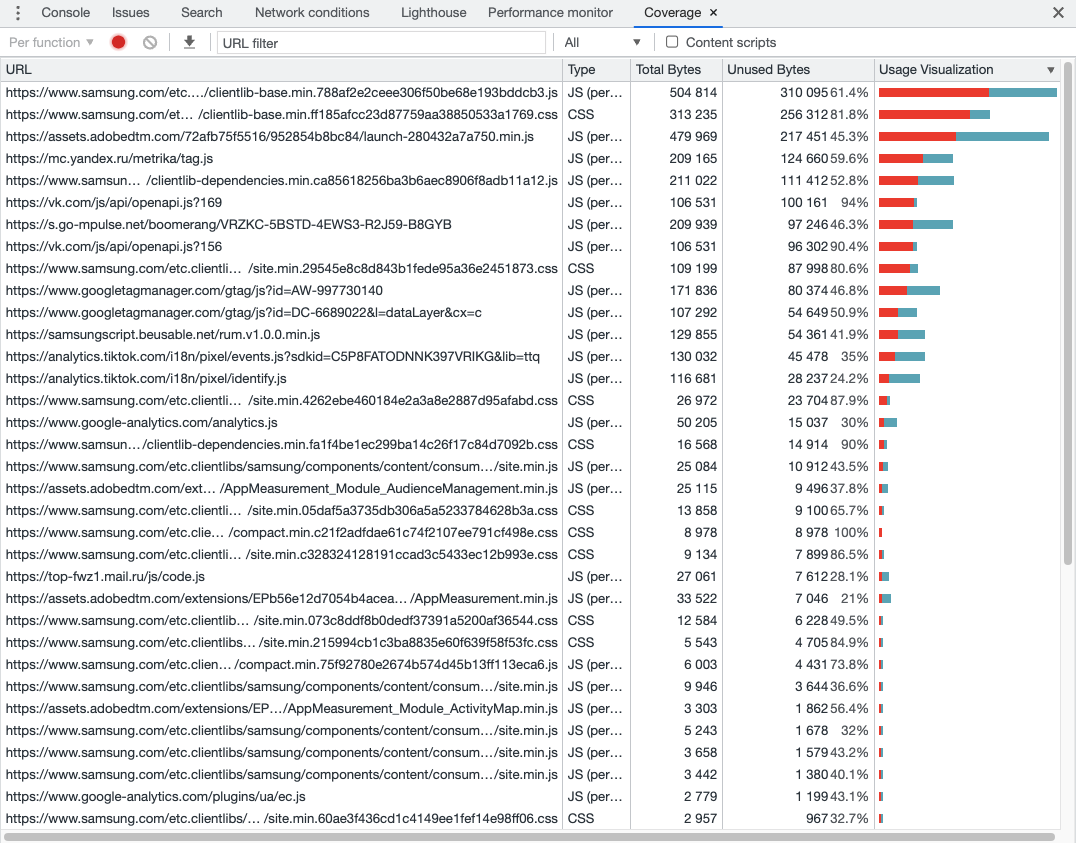 Console Issues Search Network conditions Lighthouse Performance monitor Coverage ×
Per function ▼ URL filter All ▼ Content scripts
URL Type Total Bytes Unused Bytes Usage Visualization ▼
https://www.samsung.com/etc.…/clientlib-base.min.788af2e2ceee306f50be68e193bddcb3.js JS (per… 504 814 310 095 61.4%
https://www.samsung.com/et… /clientlib-base.min.ff185afcc23d87759aa38850533a1769.css CSS 313 235 256 312 81.8%
https://assets.adobedtm.com/72afb75f5516/952854b8bc84/launch-280432a7a750.min.js JS (per… 479 969 217 451 45.3%
https://mc.yandex.ru/metrika/tag.js JS (per… 209 165 124 660 59.6%
https://www.samsun… /clientlib-dependencies.min.ca85618256ba3b6aec8906f8adb11a12.js JS (per… 211 022 111 412 52.8%
https://vk.com/js/api/openapi.js?169 JS (per… 106 531 100 161 94%
https://s.go-mpulse.net/boomerang/VRZKC-5BSTD-4EWS3-R2J59-B8GYB JS (per… 209 939 97 246 46.3%
https://vk.com/js/api/openapi.js?156 JS (per… 106 531 96 302 90.4%
https://www.samsung.com/etc.clientli… /site.min.29545e8c8d843b1fede95a36e2451873.css CSS 109 199 87 998 80.6%
https://www.googletagmanager.com/gtag/js?id=AW-997730140 JS (per… 171 836 80 374 46.8%
https://www.googletagmanager.com/gtag/js?id=DC-6689022&l=dataLayer&cx=c JS (per… 107 292 54 649 50.9%
https://samsungscript.beusable.net/rum.v1.0.0.min.js JS (per… 129 855 54 361 41.9%
https://analytics.tiktok.com/i18n/pixel/events.js?sdkid=C5P8FATODNNK397VRIKG&lib=ttq JS (per… 130 032 45 478 35%
https://analytics.tiktok.com/i18n/pixel/identify.js JS (per… 116 681 28 237 24.2%
https://www.samsung.com/etc.clientli… /site.min.4262ebe460184e2a3a8e2887d95afabd.css CSS 26 972 23 704 87.9%
https://www.google-analytics.com/analytics.js JS (per… 50 205 15 037 30%
https://www.samsun… /clientlib-dependencies.min.fa1f4be1ec299ba14c26f17c84d7092b.css CSS 16 568 14 914 90%
https://www.samsung.com/etc.clientlibs/samsung/components/content/consum…/site.min.js JS (per… 25 084 10 912 43.5%
https://assets.adobedtm.com/ext… /AppMeasurement_Module_AudienceManagement.min.js JS (per… 25 115 9 496 37.8%
https://www.samsung.com/etc.clientli… /site.min.05daf5a3735db306a5a5233784628b3a.css CSS 13 858 9 100 65.7%
https://www.samsung.com/etc.clie… /compact.min.c21f2adfdae61c74f2107ee791cf498e.css CSS 8 978 8 978 100%
https://www.samsung.com/etc.clientli… /site.min.c328324128191ccad3c5433ec12b993e.css CSS 9 134 7 899 86.5%
https://top-fwz1.mail.ru/js/code.js JS (per… 27 061 7 612 28.1%
https://assets.adobedtm.com/extensions/EPb56e12d7054b4acea… /AppMeasurement.min.js JS (per… 33 522 7 046 21%
https://www.samsung.com/etc.clientlib… /site.min.073c8ddf8b0dedf37391a5200af36544.css CSS 12 584 6 228 49.5%
https://www.samsung.com/etc.clientlibs… /site.min.215994cb1c3ba8835e60f639f58f53fc.css CSS 5 543 4 705 84.9%
https://www.samsung.com/etc.clien… /compact.min.75f92780e2674b574d45b13ff113eca6.js JS (per… 6 003 4 431 73.8%
https://www.samsung.com/etc.clientlibs/samsung/components/content/consum…/site.min.js JS (per… 9 946 3 644 36.6%
https://assets.adobedtm.com/extensions/EP…/AppMeasurement_Module_ActivityMap.min.js JS (per… 3 303 1 862 56.4%
https://www.samsung.com/etc.clientlibs/samsung/components/content/consum…/site.min.js JS (per… 5 243 1 678 32%
https://www.samsung.com/etc.clientlibs/samsung/components/content/consum…/site.min.js JS (per… 3 658 1 579 43.2%
https://www.samsung.com/etc.clientlibs/samsung/components/content/consum…/site.min.js JS (per… 3 442 1 380 40.1%
https://www.google-analytics.com/plugins/ua/ec.js JS (per… 2 779 1 199 43.1%
https://www.samsung.com/etc.clientlibs/… /site.min.60ae3f436cd1c4149ee1fef14e98ff06.css CSS 2 957 967 32.7%